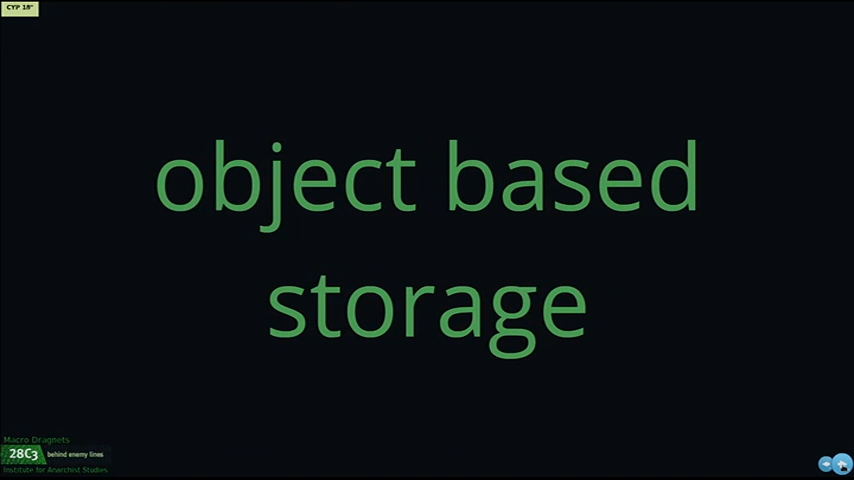 CYP 18"
object based
storage
Macro Dragnets
28C3 behind enemy lines
Institute for Anarchist Studies